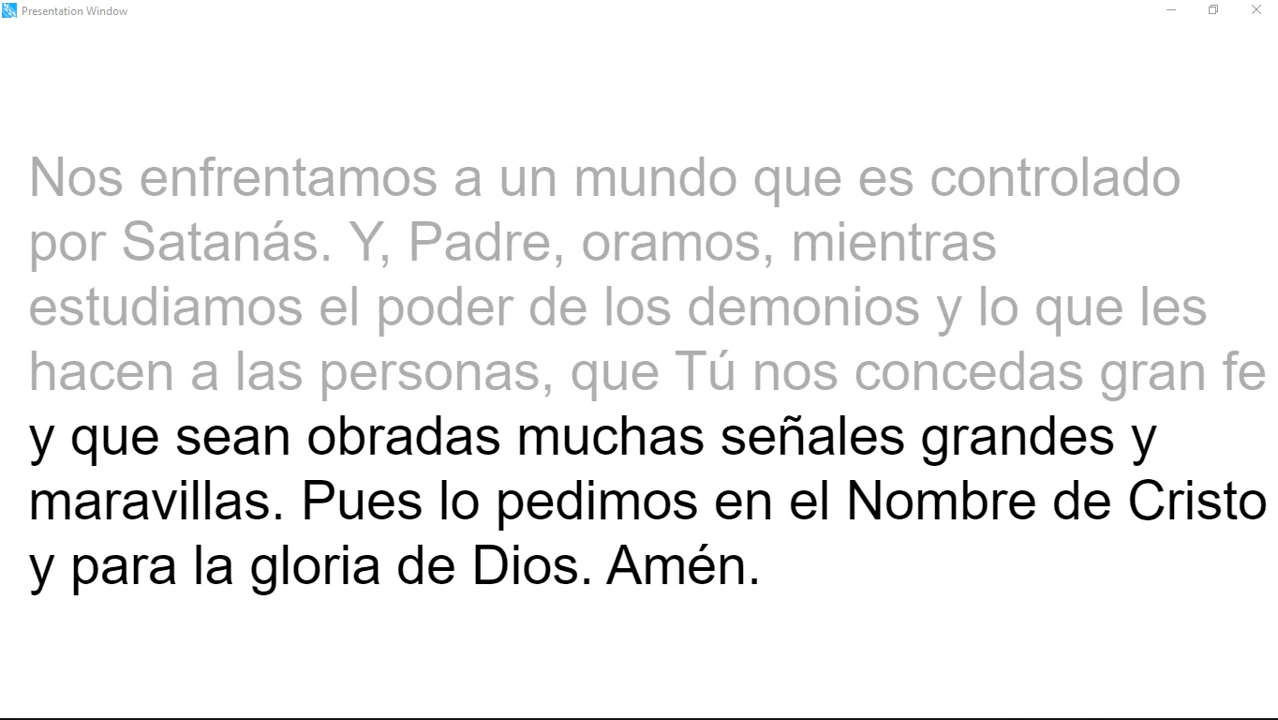 Presentation Window
Nos enfrentamos a un mundo que es controlado
por Satanás. Y, Padre, oramos, mientras
estudiamos el poder de los demonios y lo que les
hacen a las personas, que Tú nos concedas gran fe
y que sean obradas muchas señales grandes y
maravillas. Pues lo pedimos en el Nombre de Cristo
y para la gloria de Dios. Amén.